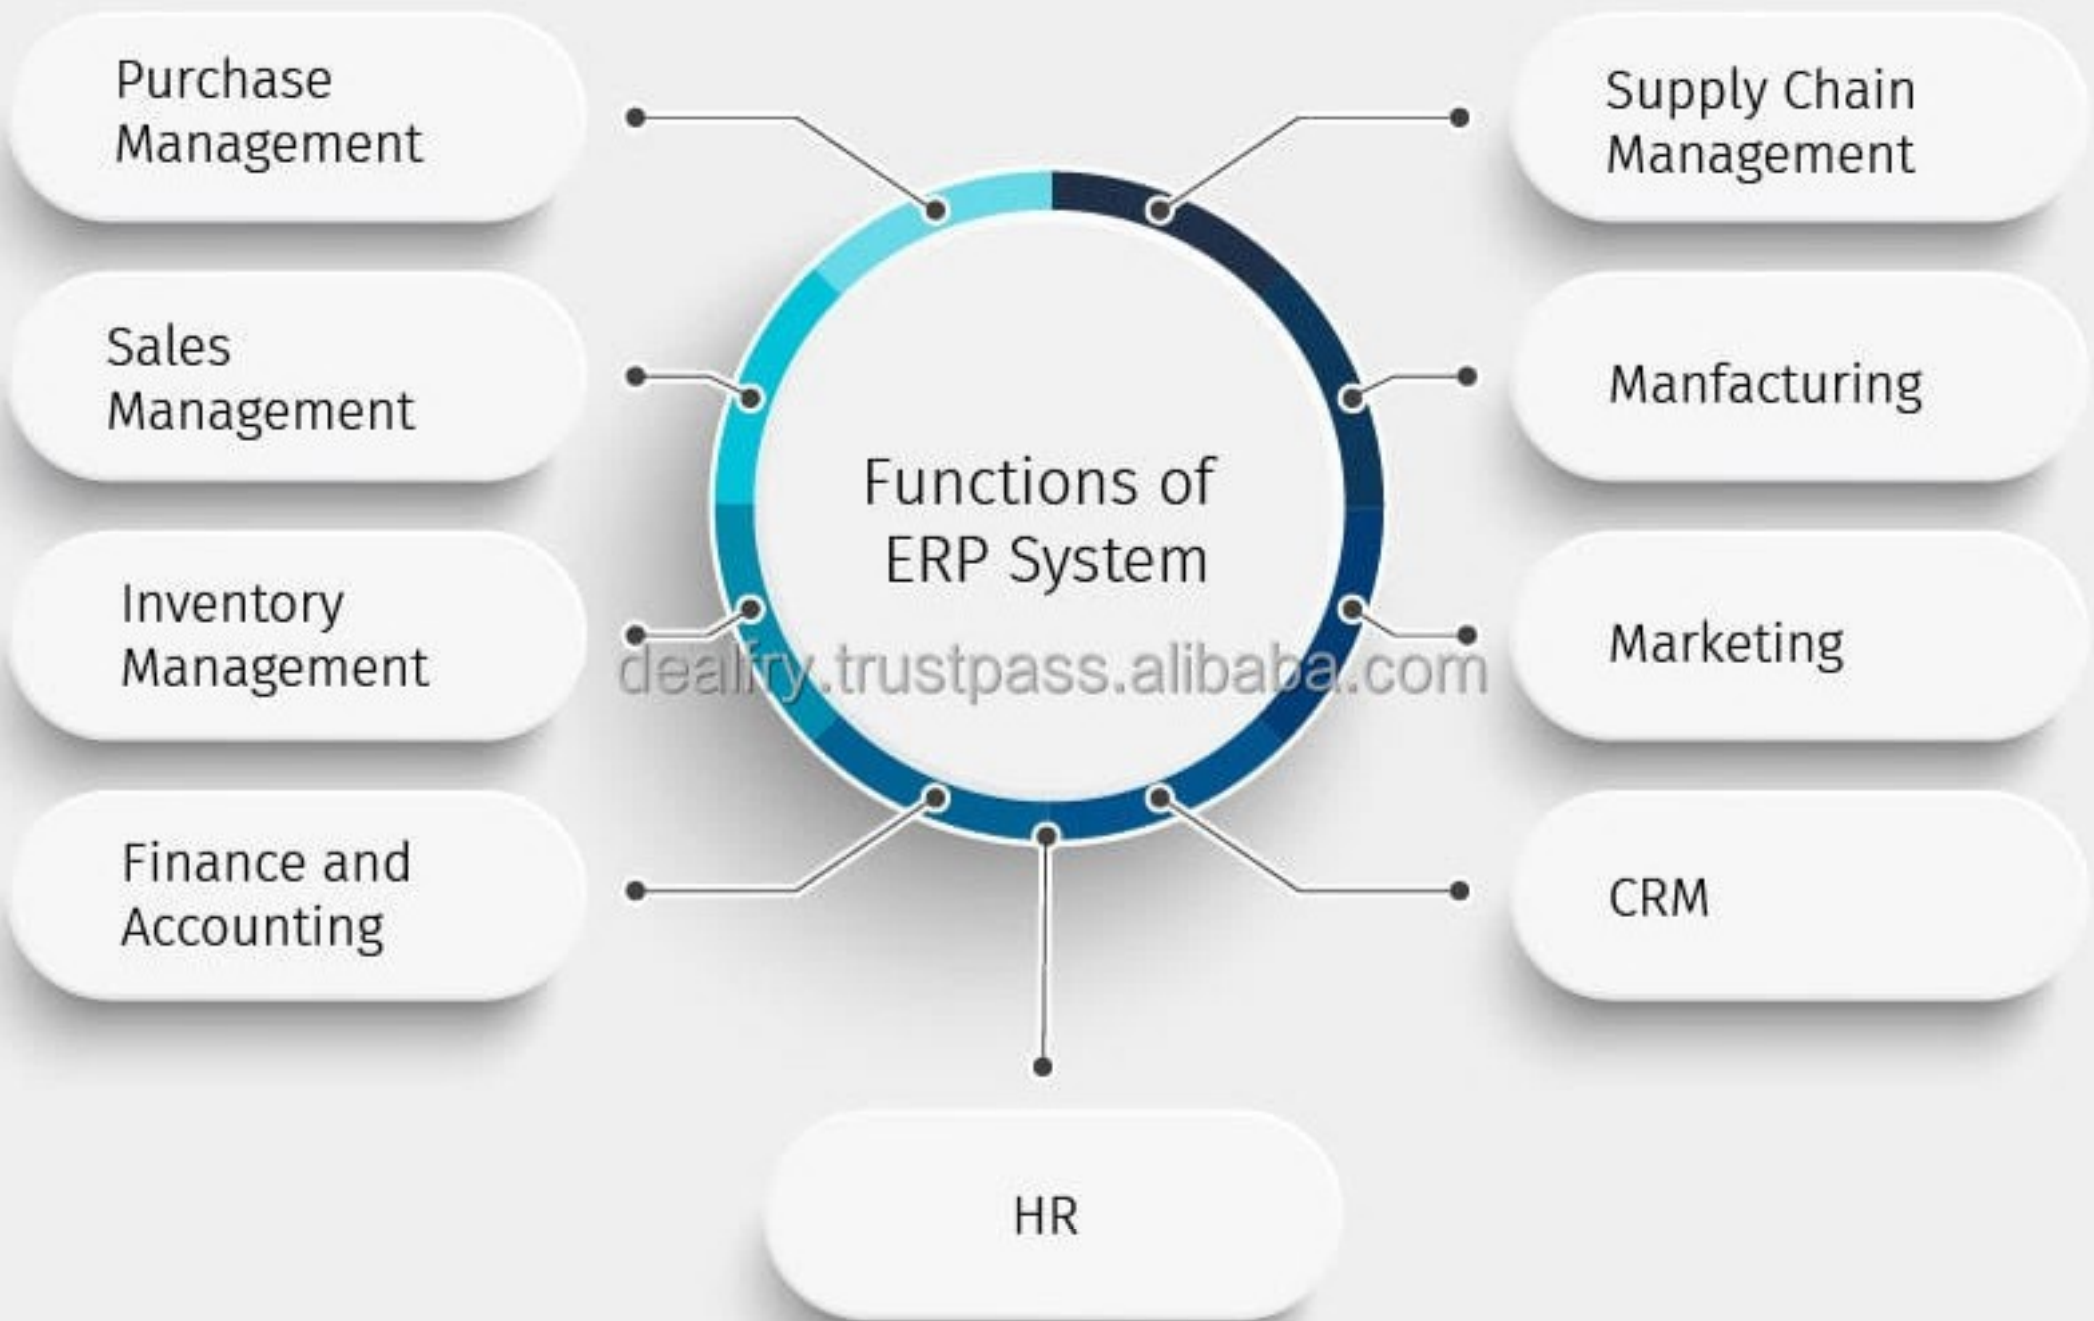 Purchase
Management
Sales
Management
Inventory
Management
Finance and
Accounting
Functions of
ERP System
dealfry.trustpass.alibaba.com
Supply Chain
Management
Manfacturing
Marketing
CRM
HR